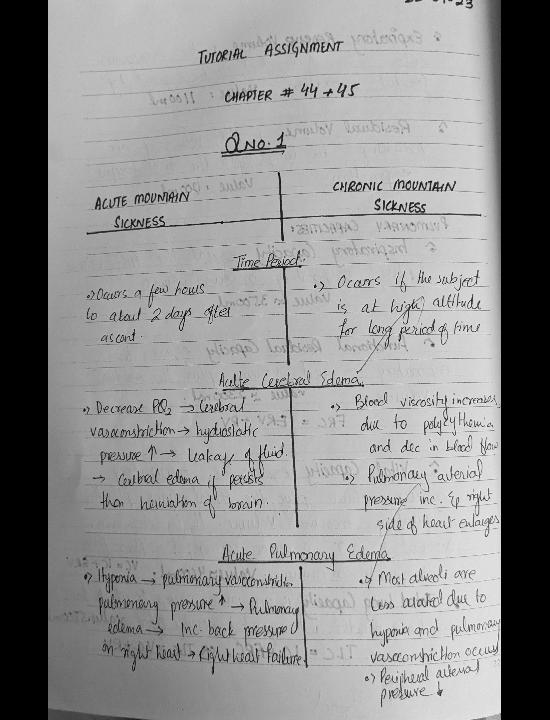 TUTORIAL ASSIGNMENT
CHAPTER # 44 + 45
Q NO. 1
ACUTE MOUNTAIN
SICKNESS
CHRONIC MOUNTAIN
SICKNESS
Time Period:
•) Occurs a few hours
to about 2 days after
ascent.
•) Occurs if the subject
is at high altitude
for long period of time
Acute Cerebral Edema
•) Decrease PO₂ → Cerebral
vasoconstriction → hydrostatic
pressure ↑ → Leakage of fluid.
→ cerebral edema if persists
then herniation of brain.
•) Blood viscosity increases
due to polycythemia
and dec in blood flow
•) Pulmonary arterial
pressure inc. & right
side of heart enlarges
Acute Pulmonary Edema
•) Hypoxia → pulmonary vasoconstriction
pulmonary pressure ↑ → Pulmonary
edema → Inc. back pressure
on right heart → Right heart Failure.
•) Most alveoli are
Less aerated due to
hypoxia and pulmonary
vasoconstriction occurs
•) Peripheral arterial
pressure ↓